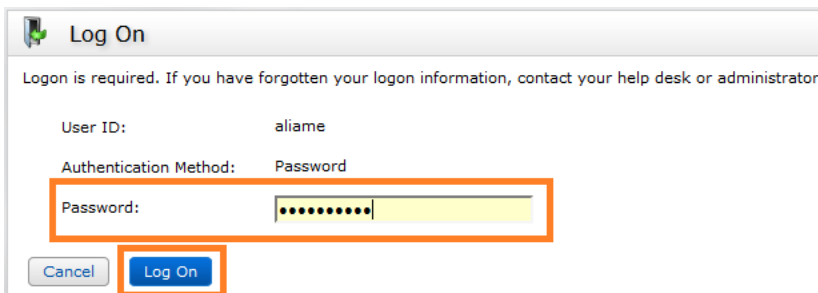 Log On
Logon is required. If you have forgotten your logon information, contact your help desk or administrator
User ID: aliame
Authentication Method: Password
Password: ••••••••••
Cancel Log On